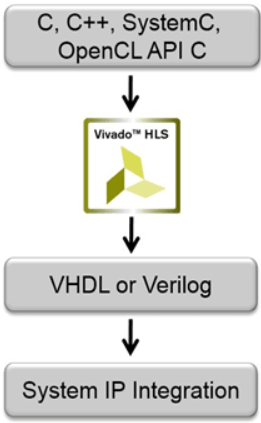 C, C++, SystemC,
OpenCL API C
Vivado™ HLS
VHDL or Verilog
System IP Integration